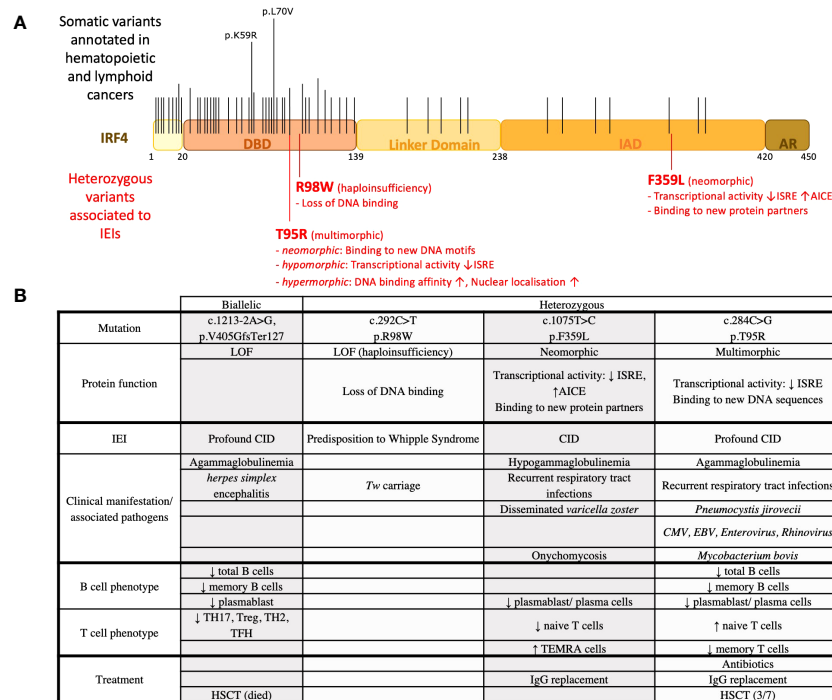 A
Somatic variants
annotated in
hematopoietic
and lymphoid
cancers
p.L70V
p.K59R
IRF4
DBD
Linker Domain
IAD
AR
1 20 139 238 420 450
Heterozygous
variants
associated to
IEIs
R98W (haploinsufficiency)
- Loss of DNA binding
T95R (multimorphic)
- neomorphic: Binding to new DNA motifs
- hypomorphic: Transcriptional activity ↓ISRE
- hypermorphic: DNA binding affinity ↑, Nuclear localisation ↑
F359L (neomorphic)
- Transcriptional activity ↓ISRE ↑AICE
- Binding to new protein partners
B
Biallelic Heterozygous
Mutation
c.1213-2A>G,
p.V405GfsTer127
c.292C>T
p.R98W
c.1075T>C
p.F359L
c.284C>G
p.T95R
Protein function
LOF
LOF (haploinsufficiency)
Neomorphic
Multimorphic
Loss of DNA binding
Transcriptional activity: ↓ ISRE,
↑AICE
Binding to new protein partners
Transcriptional activity: ↓ ISRE
Binding to new DNA sequences
IEI
Profound CID
Predisposition to Whipple Syndrome
CID
Profound CID
Clinical manifestation/
associated pathogens
Agammaglobulinemia
Hypogammaglobulinemia
Agammaglobulinemia
herpes simplex
encephalitis
Tw carriage
Recurrent respiratory tract
infections
Recurrent respiratory tract infections
Disseminated varicella zoster
Pneumocystis jirovecii
CMV, EBV, Enterovirus, Rhinovirus
Onychomycosis
Mycobacterium bovis
B cell phenotype
↓ total B cells
↓ total B cells
↓ memory B cells
↓ memory B cells
↓ plasmablast
↓ plasmablast/ plasma cells
↓ plasmablast/ plasma cells
T cell phenotype
↓ TH17, Treg, TH2,
TFH
↓ naive T cells
↑ naive T cells
↑ TEMRA cells
↓ memory T cells
Treatment
Antibiotics
IgG replacement
IgG replacement
HSCT (died)
HSCT (3/7)